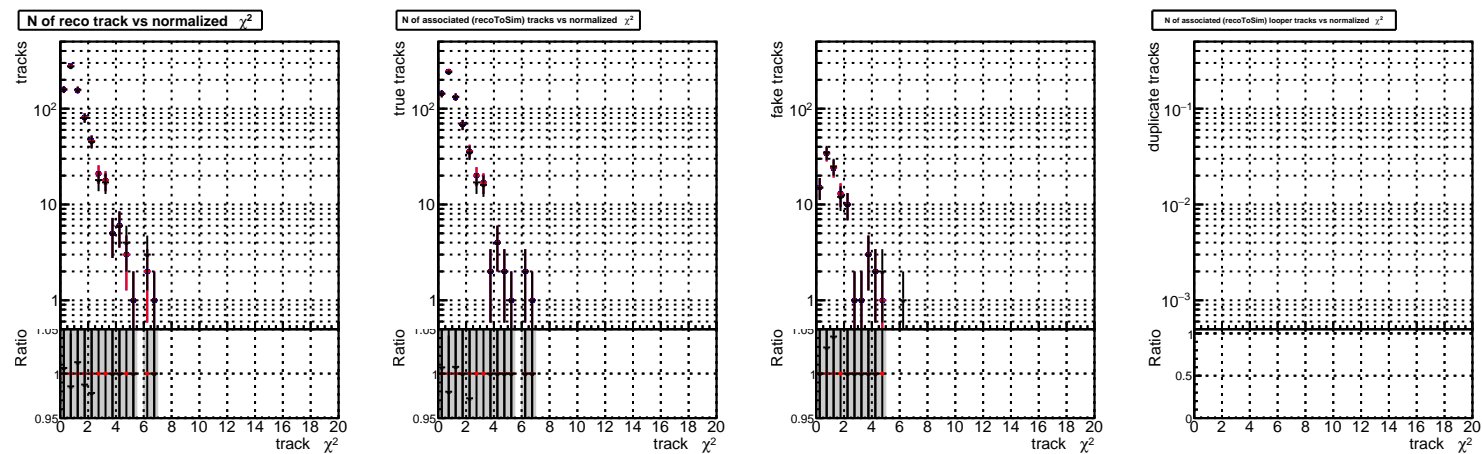 N of reco track vs normalized χ²
tracks
10²
10
1
1.05
Ratio
1
0.95
0 2 4 6 8 10 12 14 16 18 20
track χ²
N of associated (recoToSim) tracks vs normalized χ²
true tracks
10²
10
1
1.05
Ratio
1
0.95
0 2 4 6 8 10 12 14 16 18 20
track χ²
fake tracks
10²
10
1
1.05
Ratio
1
0.95
0 2 4 6 8 10 12 14 16 18 20
track χ²
N of associated (recoToSim) looper tracks vs normalized χ²
duplicate tracks
10⁻¹
10⁻²
10⁻³
Ratio
1
0.5
0
0 2 4 6 8 10 12 14 16 18 20
track χ²